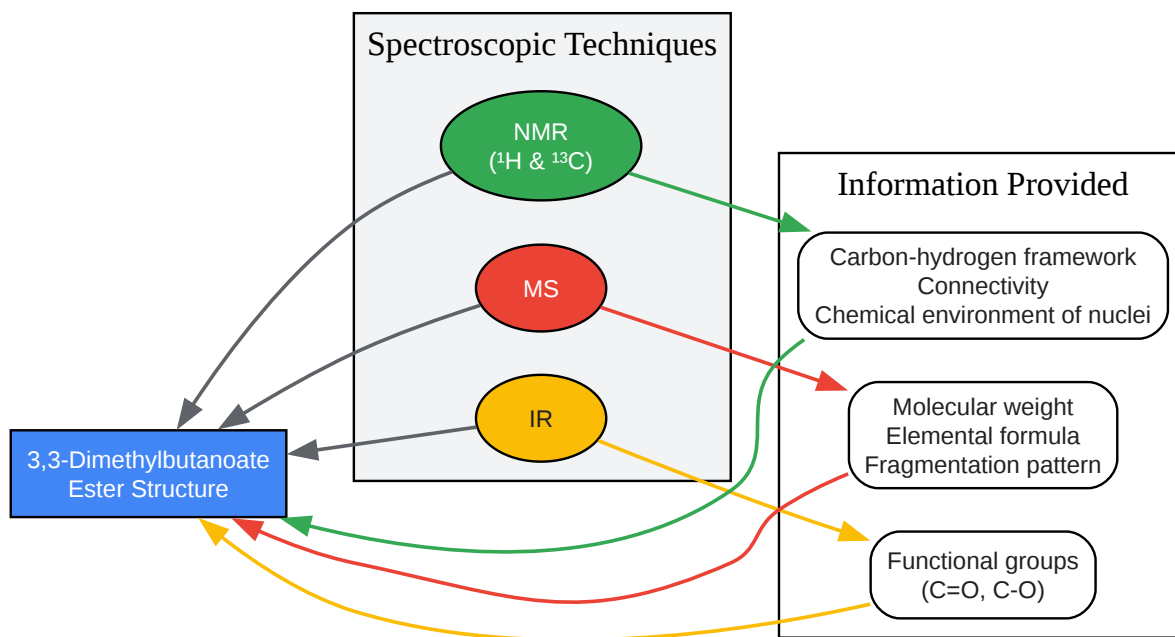 Spectroscopic Techniques
NMR
(¹H & ¹³C)
MS
IR
3,3-Dimethylbutanoate
Ester Structure
Information Provided
Carbon-hydrogen framework
Connectivity
Chemical environment of nuclei
Molecular weight
Elemental formula
Fragmentation pattern
Functional groups
(C=O, C-O)